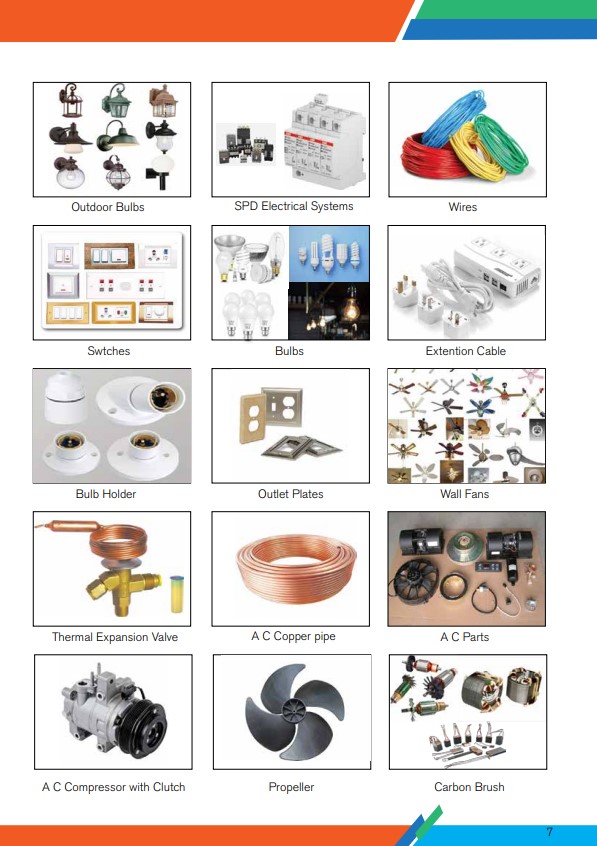 Outdoor Bulbs
SPD Electrical Systems
Wires
Swtches
Bulbs
Extention Cable
Bulb Holder
Outlet Plates
Wall Fans
Thermal Expansion Valve
A C Copper pipe
A C Parts
A C Compressor with Clutch
Propeller
Carbon Brush
7